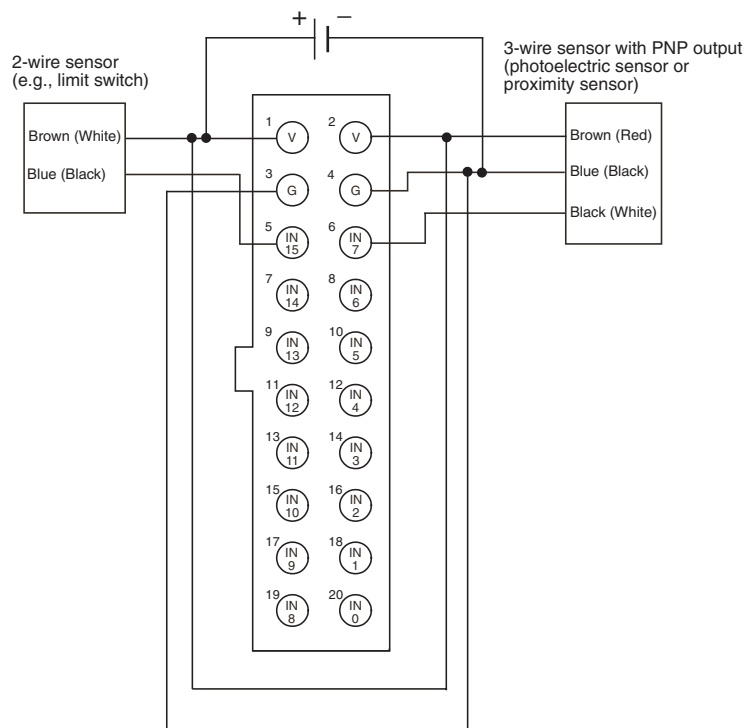 + −
2-wire sensor
(e.g., limit switch)
3-wire sensor with PNP output
(photoelectric sensor or
proximity sensor)
Brown (White)
Blue (Black)
Brown (Red)
Blue (Black)
Black (White)
1 V 2 V
3 G 4 G
5 IN 15 6 IN 7
7 IN 14 8 IN 6
9 IN 13 10 IN 5
11 IN 12 12 IN 4
13 IN 11 14 IN 3
15 IN 10 16 IN 2
17 IN 9 18 IN 1
19 IN 8 20 IN 0